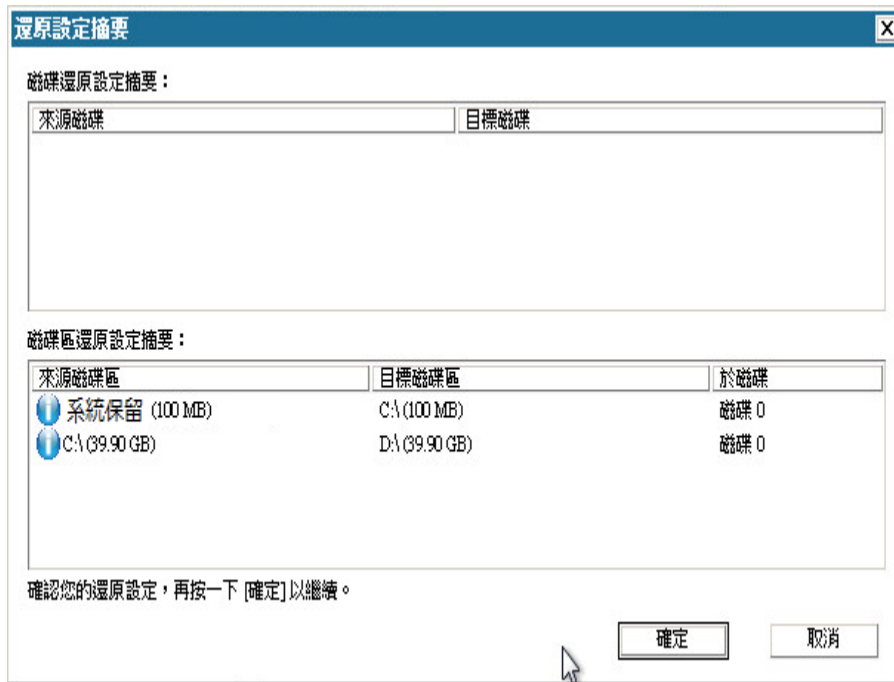 還原設定摘要
磁碟還原設定摘要：
來源磁碟 目標磁碟
磁碟區還原設定摘要：
來源磁碟區 目標磁碟區 於磁碟
系統保留 (100 MB) C:\ (100 MB) 磁碟 0
C:\ (39.90 GB) D:\ (39.90 GB) 磁碟 0
確認您的還原設定，再按一下 [確定] 以繼續。
確定 取消